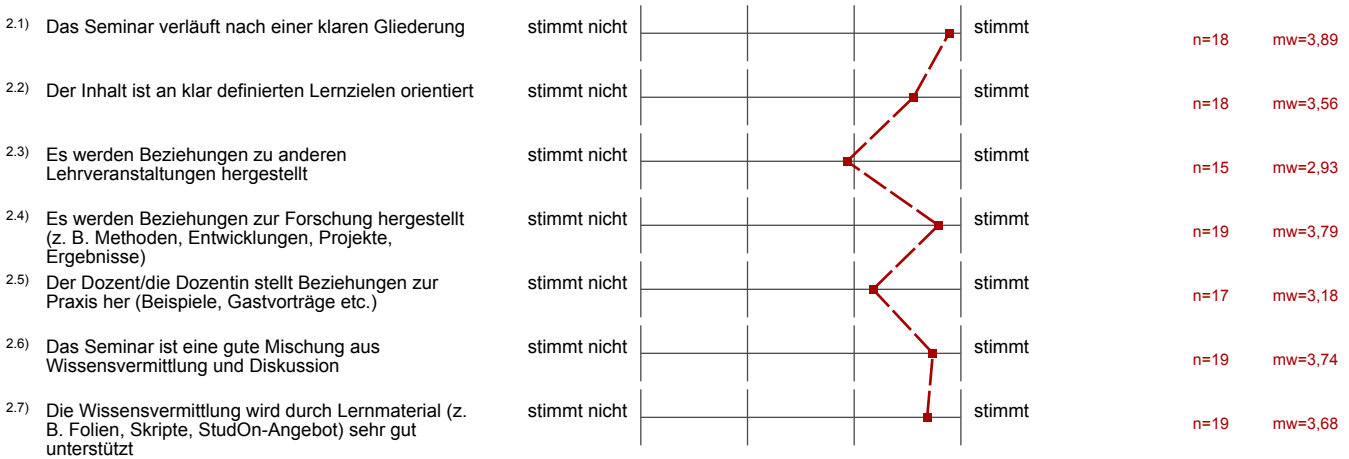 2.1) Das Seminar verläuft nach einer klaren Gliederung stimmt nicht stimmt n=18 mw=3,89
2.2) Der Inhalt ist an klar definierten Lernzielen orientiert stimmt nicht stimmt n=18 mw=3,56
2.3) Es werden Beziehungen zu anderen stimmt nicht stimmt n=15 mw=2,93
Lehrveranstaltungen hergestellt
2.4) Es werden Beziehungen zur Forschung hergestellt stimmt nicht stimmt n=19 mw=3,79
(z. B. Methoden, Entwicklungen, Projekte,
Ergebnisse)
2.5) Der Dozent/die Dozentin stellt Beziehungen zur stimmt nicht stimmt n=17 mw=3,18
Praxis her (Beispiele, Gastvorträge etc.)
2.6) Das Seminar ist eine gute Mischung aus stimmt nicht stimmt n=19 mw=3,74
Wissensvermittlung und Diskussion
2.7) Die Wissensvermittlung wird durch Lernmaterial (z. stimmt nicht stimmt n=19 mw=3,68
B. Folien, Skripte, StudOn-Angebot) sehr gut
unterstützt